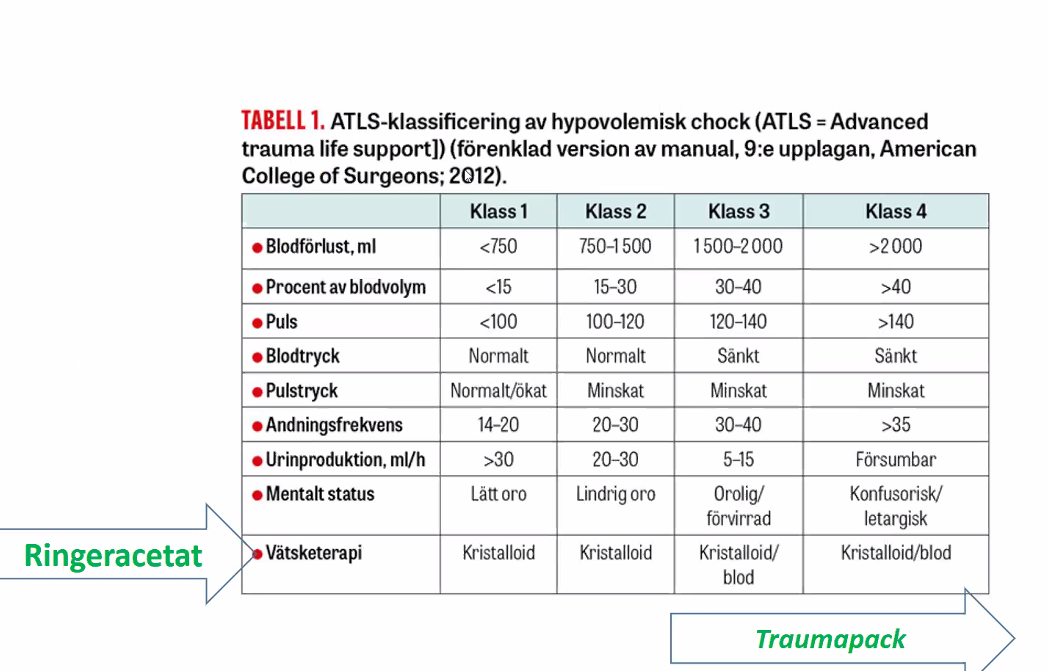 TABELL 1. ATLS-klassificering av hypovolemisk chock (ATLS = Advanced
trauma life support]) (förenklad version av manual, 9:e upplagan, American
College of Surgeons; 2012).
Klass 1 Klass 2 Klass 3 Klass 4
Blodförlust, ml <750 750–1 500 1 500–2 000 >2 000
Procent av blodvolym <15 15–30 30–40 >40
Puls <100 100–120 120–140 >140
Blodtryck Normalt Normalt Sänkt Sänkt
Pulstryck Normalt/ökat Minskat Minskat Minskat
Andningsfrekvens 14–20 20–30 30–40 >35
Urinproduktion, ml/h >30 20–30 5–15 Försumbar
Mentalt status Lätt oro Lindrig oro Orolig/ Konfusorisk/
förvirrad letargisk
Ringeracetat Vätsketerapi Kristalloid Kristalloid Kristalloid/ Kristalloid/blod
blod
Traumapack